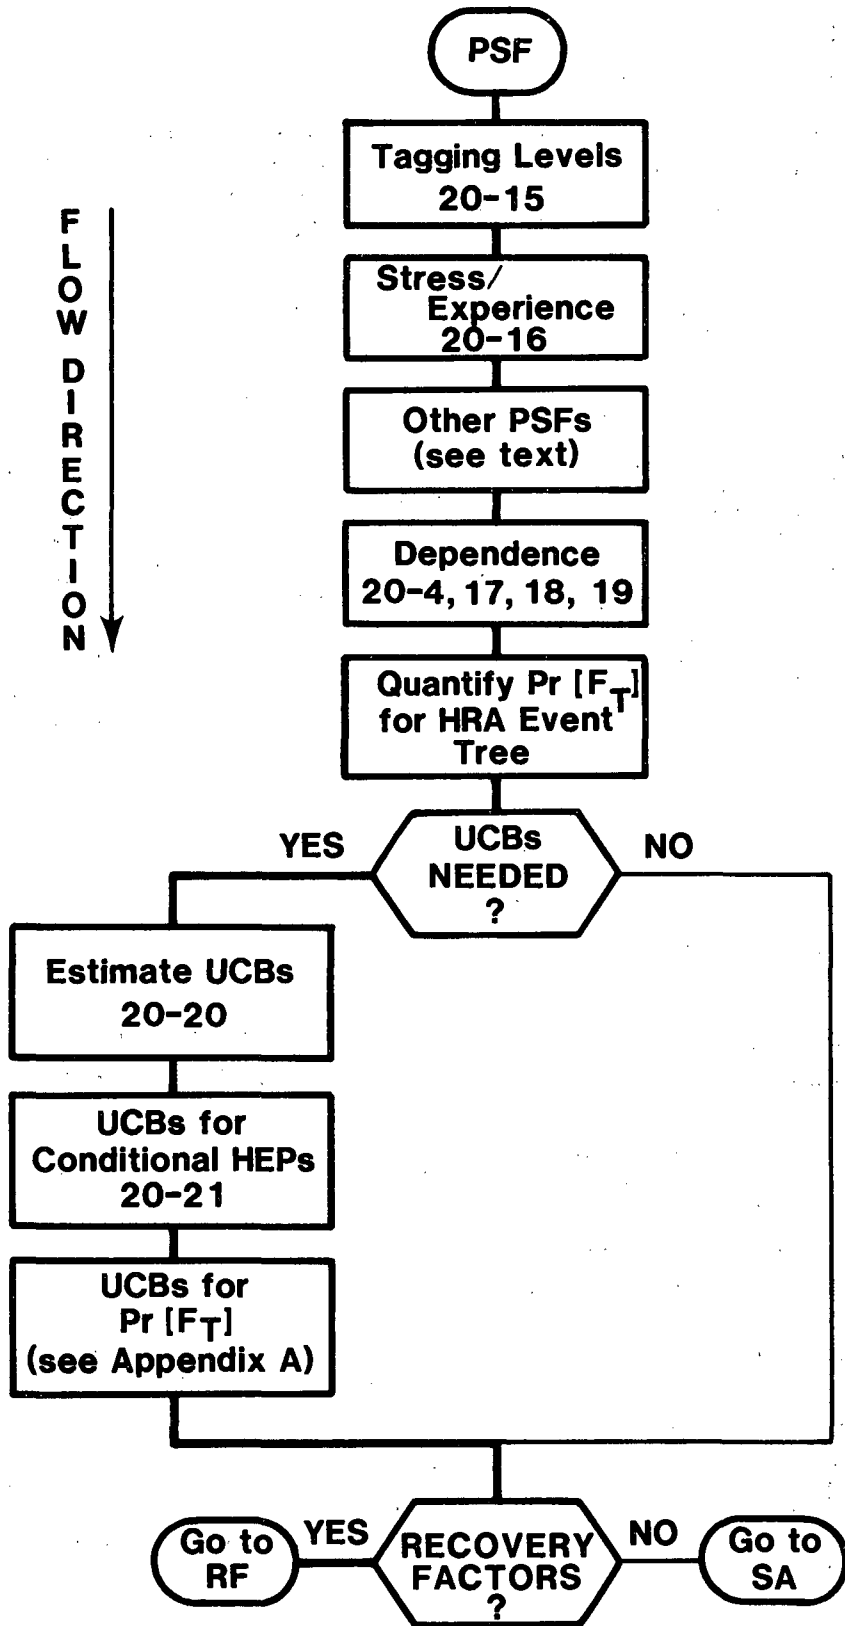 PSF
Tagging Levels
20-15
FLOW DIRECTION
Stress/
Experience
20-16
Other PSFs
(see text)
Dependence
20-4, 17, 18, 19
Quantify Pr [F_T]
for HRA Event
Tree
YES
UCBs
NEEDED
?
NO
Estimate UCBs
20-20
UCBs for
Conditional HEPs
20-21
UCBs for
Pr [F_T]
(see Appendix A)
Go to
RF
YES
RECOVERY
FACTORS
?
NO
Go to
SA